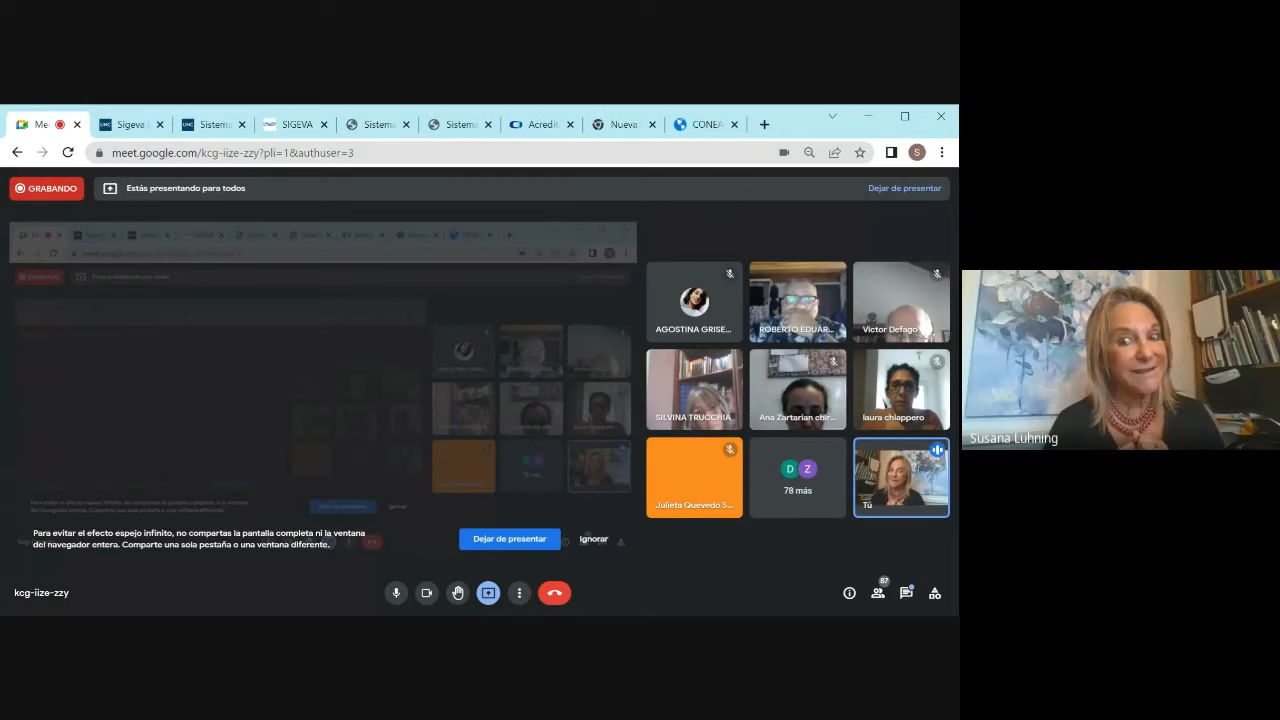 Me
Sigeva
Sistema
SIGEVA
Sistema
Sistema
Acredit
Nueva
CONEA
meet.google.com/kcg-iize-zzy?pli=1&authuser=3
S
GRABANDO
Estás presentando para todos
Dejar de presentar
AGOSTINA GRISE...
ROBERTO EDUAR...
Victor Defago
SILVINA TRUCCHIA
Ana Zartarian chir...
laura chiappero
D Z
78 más
Julieta Quevedo S...
Tú
Susana Luhning
Para evitar el efecto espejo infinito, no compartas la pantalla completa ni la ventana
del navegador entera. Comparte una sola pestaña o una ventana diferente.
Dejar de presentar
Ignorar
kcg-iize-zzy
87